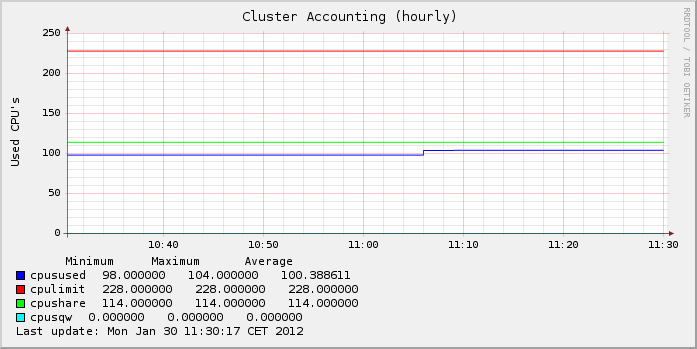 Cluster Accounting (hourly)
RRDTOOL / TOBI OETIKER
Used CPU's
250
200
150
100
50
0
10:40 10:50 11:00 11:10 11:20 11:30
Minimum Maximum Average
cpusused 98.000000 104.000000 100.388611
cpulimit 228.000000 228.000000 228.000000
cpushare 114.000000 114.000000 114.000000
cpusqw 0.000000 0.000000 0.000000
Last update: Mon Jan 30 11:30:17 CET 2012